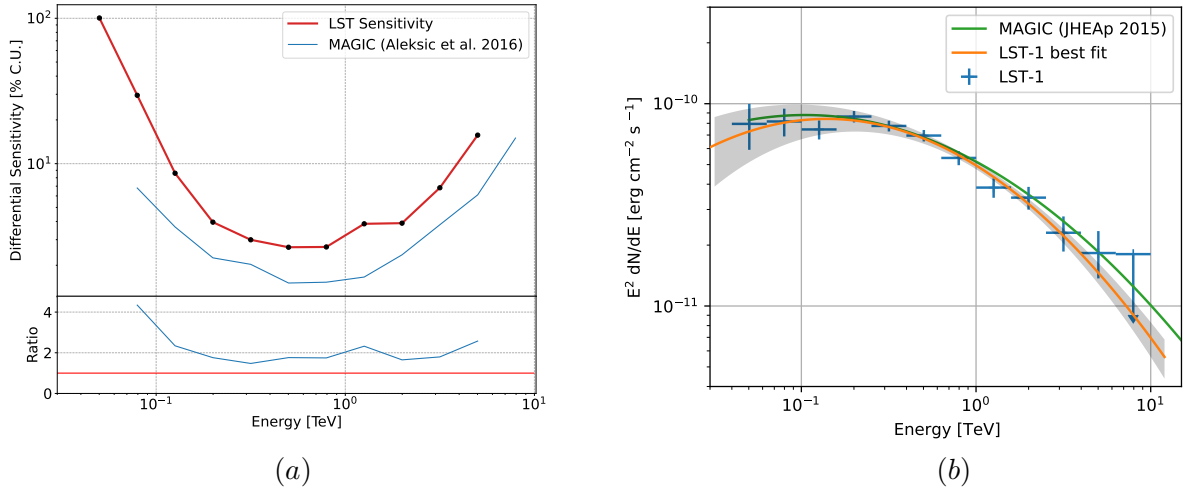 10²
10¹
Differential Sensitivity [% C.U.]
LST Sensitivity
MAGIC (Aleksic et al. 2016)
4
2
0
Ratio
10⁻¹
10⁰
10¹
Energy [TeV]
(a)
10⁻¹⁰
10⁻¹¹
E² dN/dE [erg cm⁻² s⁻¹]
MAGIC (JHEAp 2015)
LST-1 best fit
LST-1
10⁻¹
10⁰
10¹
Energy [TeV]
(b)